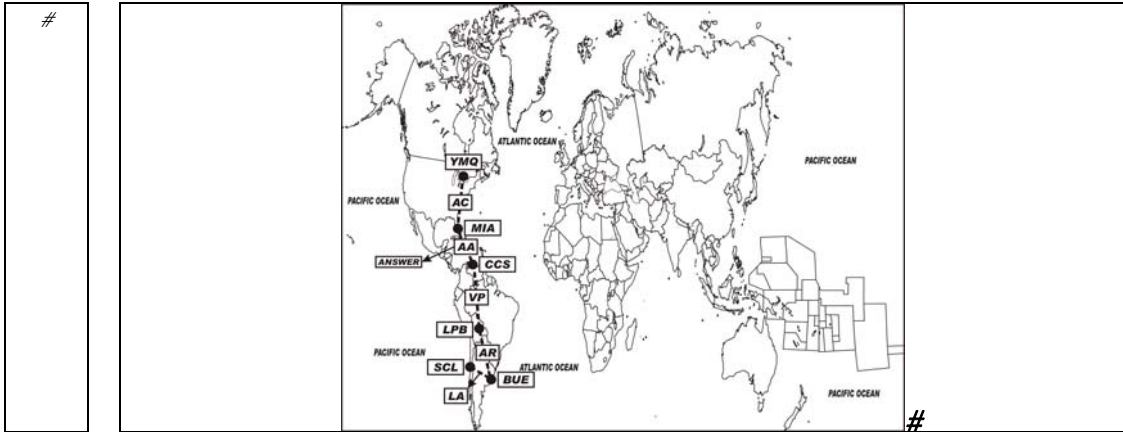 #
ATLANTIC OCEAN
YMQ
PACIFIC OCEAN
PACIFIC OCEAN
AC
MIA
AA
ANSWER
CCS
VP
LPB
PACIFIC OCEAN
AR
SCL
ATLANTIC OCEAN
BUE
LA
PACIFIC OCEAN
#